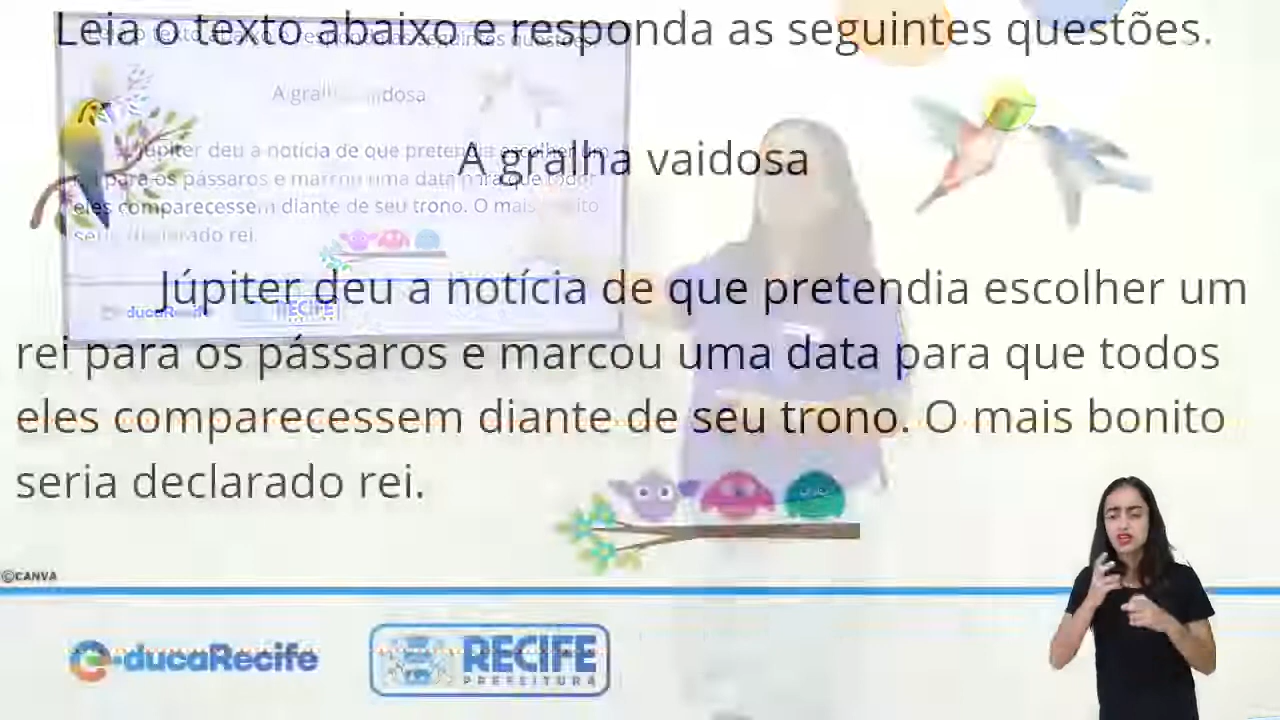 Leia o texto abaixo e responda as seguintes questões.
A gralha vaidosa
Júpiter deu a notícia de que pretendia escolher um
rei para os pássaros e marcou uma data para que todos
eles comparecessem diante de seu trono. O mais bonito
seria declarado rei.
©CANVA
EducaRecife
RECIFE
PREFEITURA